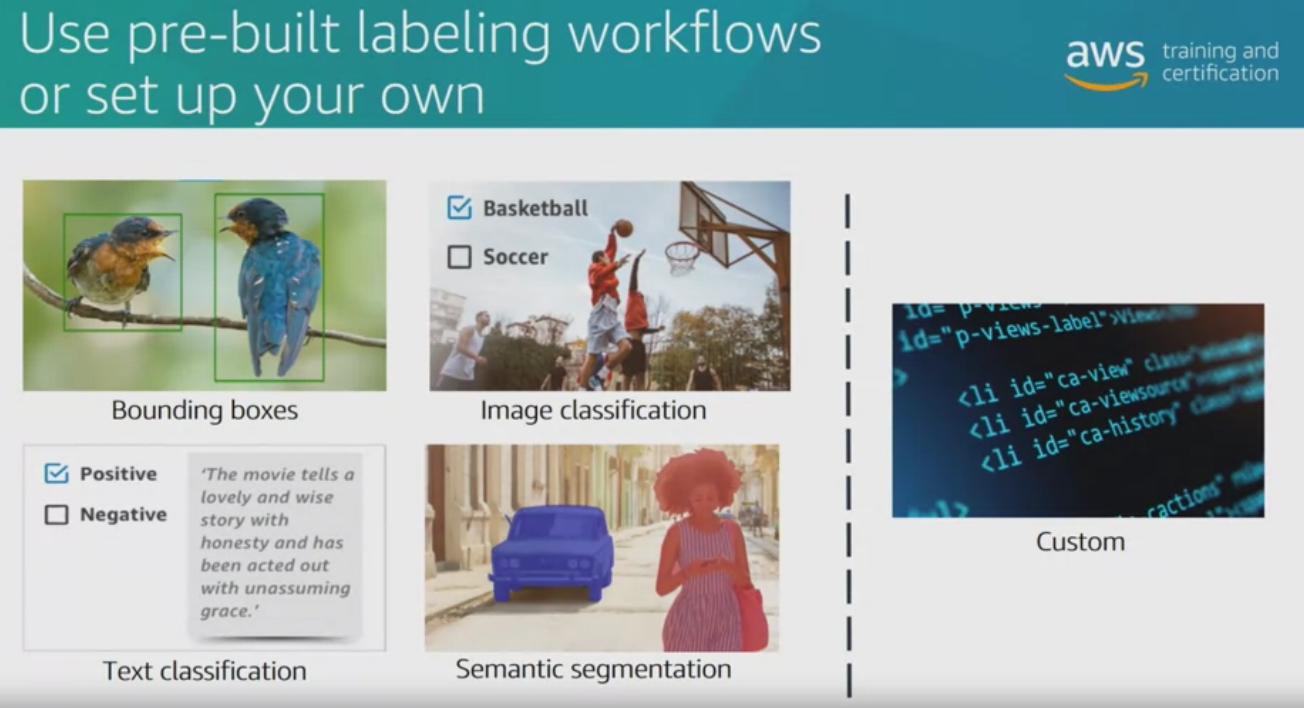 Use pre-built labeling workflows
or set up your own
aws training and
certification
Basketball
Soccer
Bounding boxes
Image classification
id="p-views
id="p-views-label">Views
<li id="ca-view" class=
<li id="ca-viewsource"
<li id="ca-history"
cactions"
Custom
Positive
Negative
‘The movie tells a
lovely and wise
story with
honesty and has
been acted out
with unassuming
grace.’
Text classification
Semantic segmentation